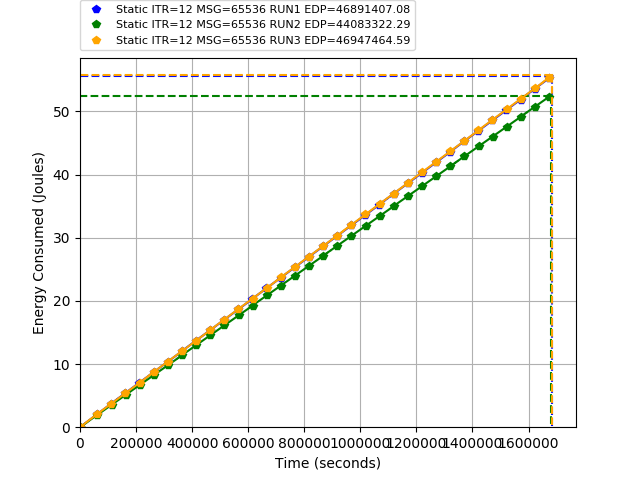 Static ITR=12 MSG=65536 RUN1 EDP=46891407.08
Static ITR=12 MSG=65536 RUN2 EDP=44083322.29
Static ITR=12 MSG=65536 RUN3 EDP=46947464.59
Energy Consumed (Joules)
50
40
30
20
10
0
0 200000 400000 600000 800000 1000000 1200000 1400000 1600000
Time (seconds)